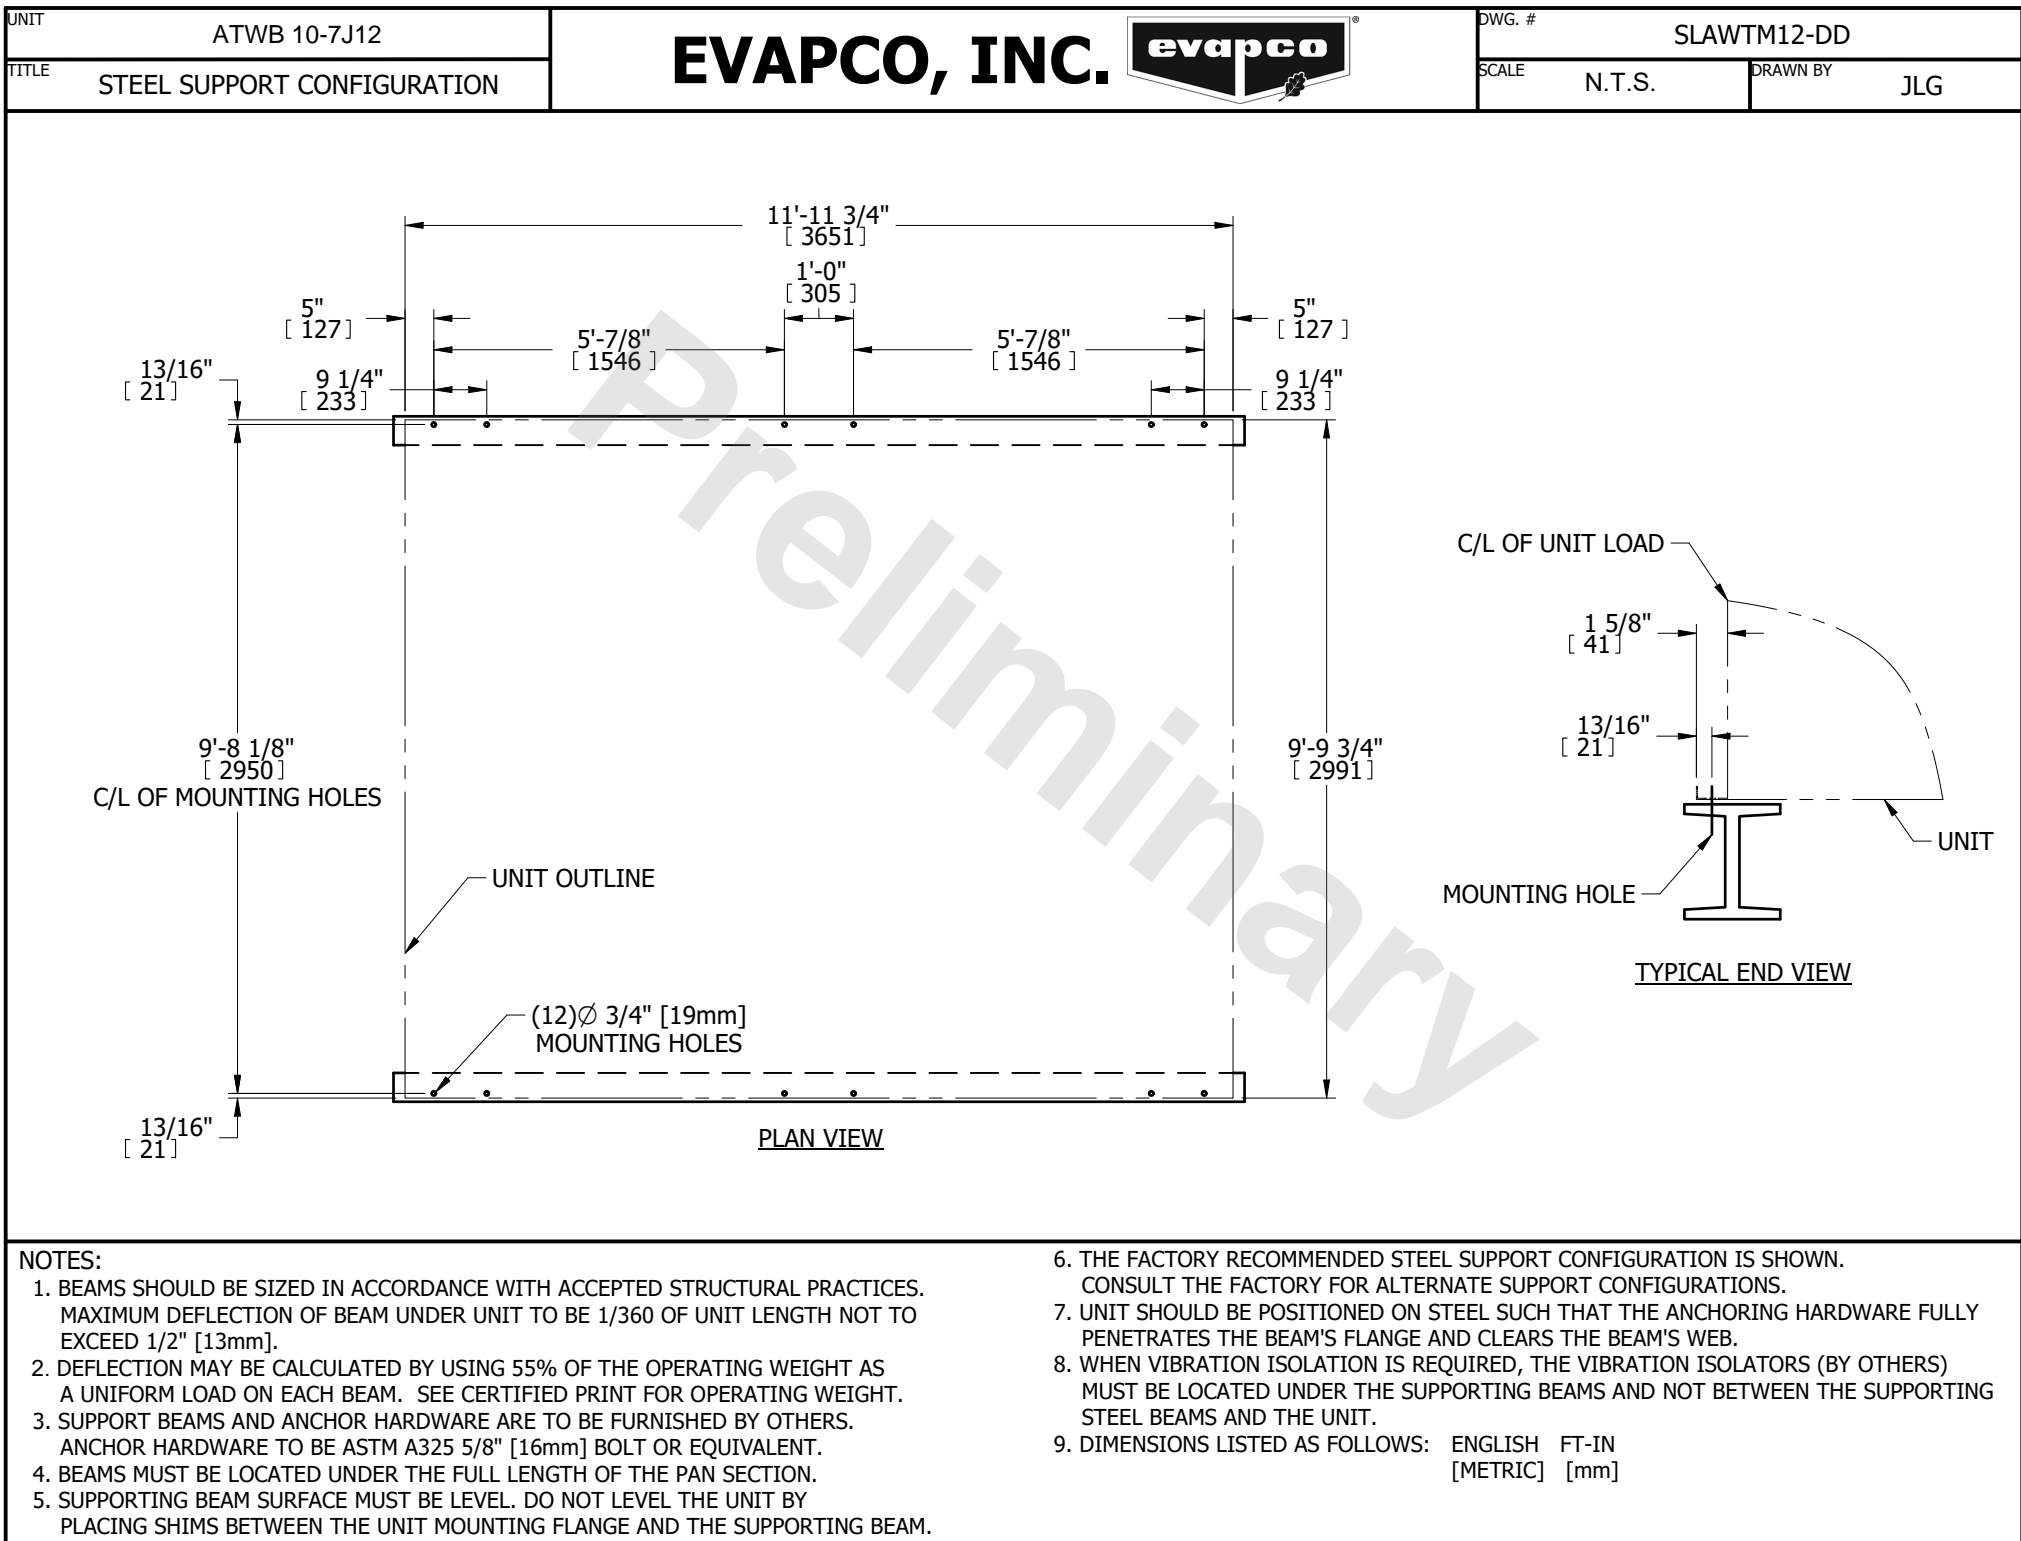 UNIT
ATWB 10-7J12
TITLE
STEEL SUPPORT CONFIGURATION
EVAPCO, INC.
evapco
®
DWG. #
SLAWTM12-DD
SCALE
N.T.S.
DRAWN BY
JLG
11'-11 3/4"
[ 3651 ]
1'-0"
[ 305 ]
5"
[ 127 ]
5"
[ 127 ]
5'-7/8"
[ 1546 ]
5'-7/8"
[ 1546 ]
13/16"
[ 21 ]
9 1/4"
[ 233 ]
9 1/4"
[ 233 ]
Preliminary
C/L OF UNIT LOAD
1 5/8"
[ 41 ]
13/16"
[ 21 ]
9'-8 1/8"
[ 2950 ]
C/L OF MOUNTING HOLES
9'-9 3/4"
[ 2991 ]
UNIT
UNIT OUTLINE
MOUNTING HOLE
TYPICAL END VIEW
(12)Ø 3/4" [19mm]
MOUNTING HOLES
13/16"
[ 21 ]
PLAN VIEW
NOTES:
1. BEAMS SHOULD BE SIZED IN ACCORDANCE WITH ACCEPTED STRUCTURAL PRACTICES.
MAXIMUM DEFLECTION OF BEAM UNDER UNIT TO BE 1/360 OF UNIT LENGTH NOT TO
EXCEED 1/2" [13mm].
2. DEFLECTION MAY BE CALCULATED BY USING 55% OF THE OPERATING WEIGHT AS
A UNIFORM LOAD ON EACH BEAM. SEE CERTIFIED PRINT FOR OPERATING WEIGHT.
3. SUPPORT BEAMS AND ANCHOR HARDWARE ARE TO BE FURNISHED BY OTHERS.
ANCHOR HARDWARE TO BE ASTM A325 5/8" [16mm] BOLT OR EQUIVALENT.
4. BEAMS MUST BE LOCATED UNDER THE FULL LENGTH OF THE PAN SECTION.
5. SUPPORTING BEAM SURFACE MUST BE LEVEL. DO NOT LEVEL THE UNIT BY
PLACING SHIMS BETWEEN THE UNIT MOUNTING FLANGE AND THE SUPPORTING BEAM.
6. THE FACTORY RECOMMENDED STEEL SUPPORT CONFIGURATION IS SHOWN.
CONSULT THE FACTORY FOR ALTERNATE SUPPORT CONFIGURATIONS.
7. UNIT SHOULD BE POSITIONED ON STEEL SUCH THAT THE ANCHORING HARDWARE FULLY
PENETRATES THE BEAM'S FLANGE AND CLEARS THE BEAM'S WEB.
8. WHEN VIBRATION ISOLATION IS REQUIRED, THE VIBRATION ISOLATORS (BY OTHERS)
MUST BE LOCATED UNDER THE SUPPORTING BEAMS AND NOT BETWEEN THE SUPPORTING
STEEL BEAMS AND THE UNIT.
9. DIMENSIONS LISTED AS FOLLOWS: ENGLISH FT-IN
[METRIC] [mm]